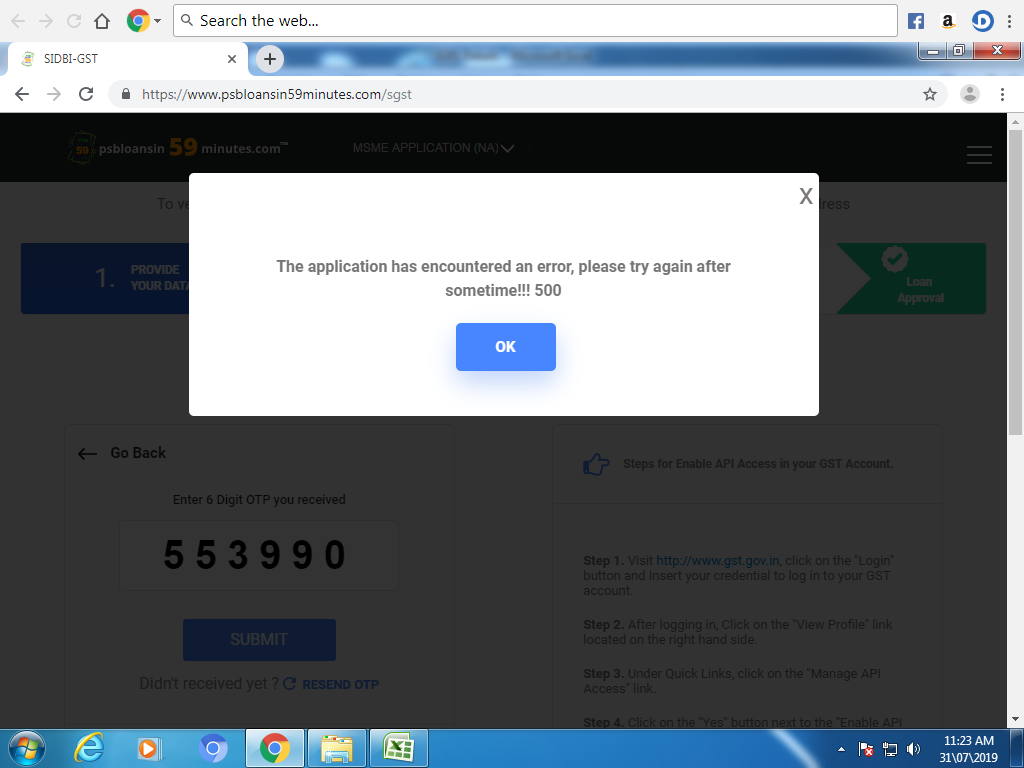 Search the web...
SIDBI-GST
https://www.psbloansin59minutes.com/sgst
59 psbloansin 59 minutes.com™
MSME APPLICATION (NA)
To ve
ress
X
1. PROVIDE
YOUR DATA
The application has encountered an error, please try again after
sometime!!! 500
OK
Loan
Approval
Go Back
Enter 6 Digit OTP you received
553990
SUBMIT
Didn't received yet ? RESEND OTP
Steps for Enable API Access in your GST Account.
Step 1. Visit http://www.gst.gov.in, click on the "Login"
button and Insert your credential to log in to your GST
account.
Step 2. After logging in, Click on the "View Profile" link
located on the right hand side.
Step 3. Under Quick Links, click on the "Manage API
Access" link.
Step 4. Click on the "Yes" button next to the "Enable API
11:23 AM
31\07\2019